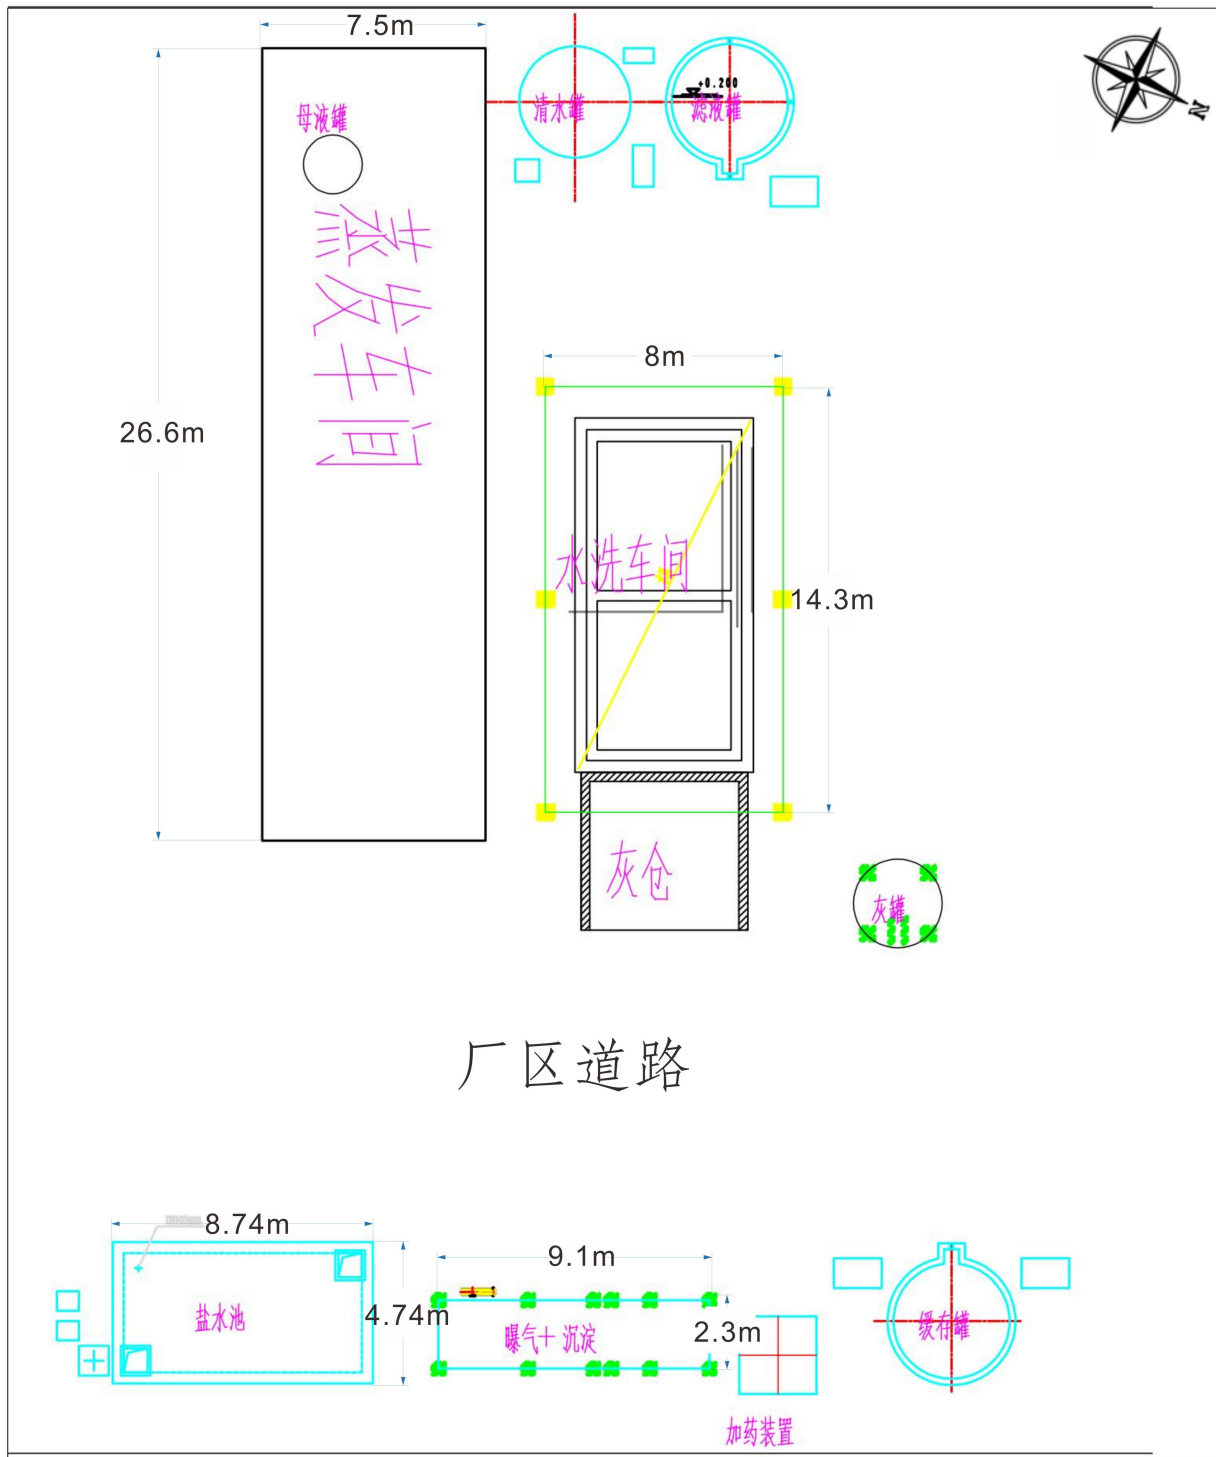 7.5m
N
+0.200
清水罐
滤液罐
母液罐
蒸发车间
8m
26.6m
水洗车间
14.3m
灰仓
灰罐
厂区道路
8.74m
9.1m
盐水池
4.74m
曝气+ 沉淀
2.3m
缓存罐
加药装置